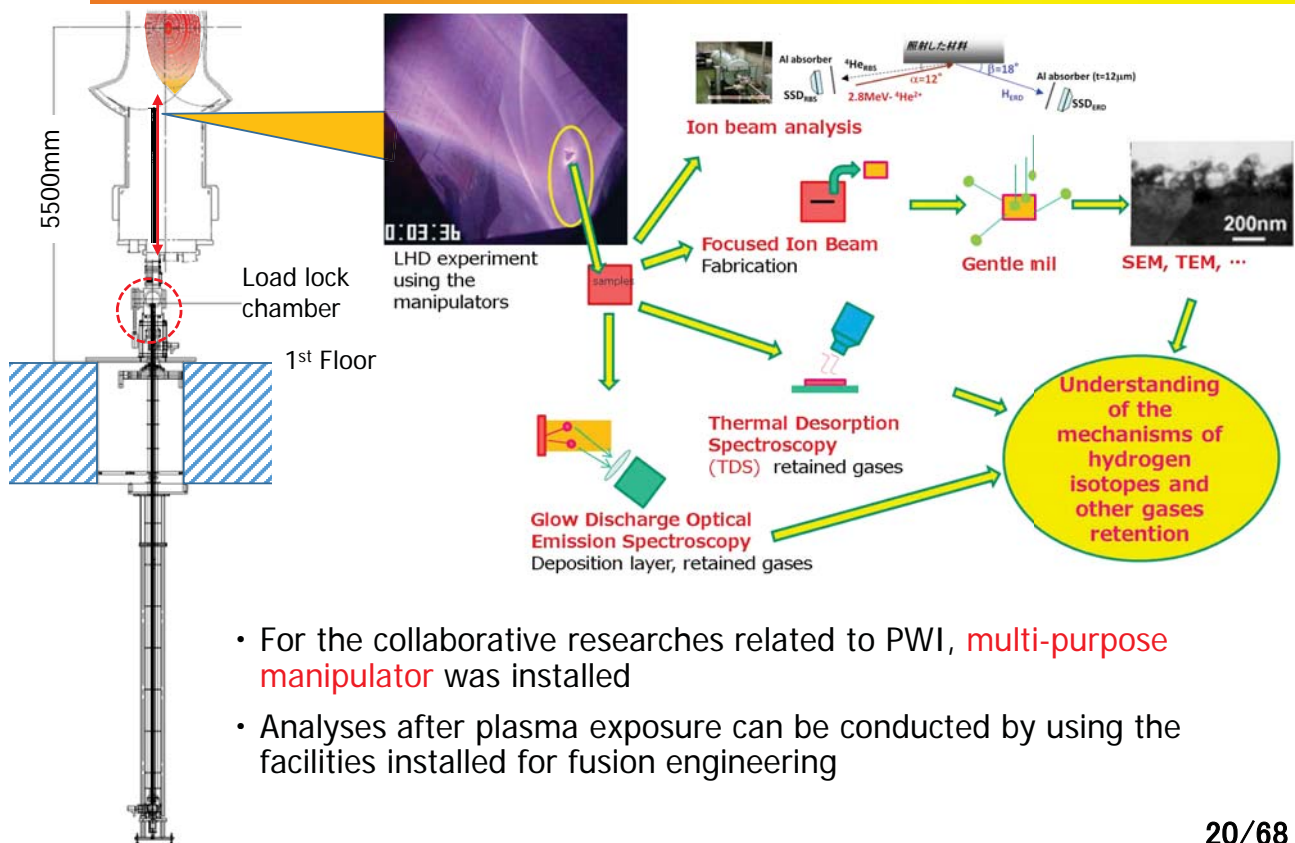 5500mm
Load lock
chamber
1st Floor
0:03:36
LHD experiment
using the
manipulators
samples
照射した材料
Al absorber
⁴HeRBS
SSDRBS
α=12°
2.8MeV- ⁴He²⁺
β=18°
HERD
Al absorber (t=12μm)
SSDERD
Ion beam analysis
Focused Ion Beam
Fabrication
Gentle mil
200nm
SEM, TEM, ⋯
Thermal Desorption
Spectroscopy
(TDS) retained gases
Glow Discharge Optical
Emission Spectroscopy
Deposition layer, retained gases
Understanding
of the
mechanisms of
hydrogen
isotopes and
other gases
retention
・For the collaborative researches related to PWI, multi-purpose
manipulator was installed
・Analyses after plasma exposure can be conducted by using the
facilities installed for fusion engineering
20/68